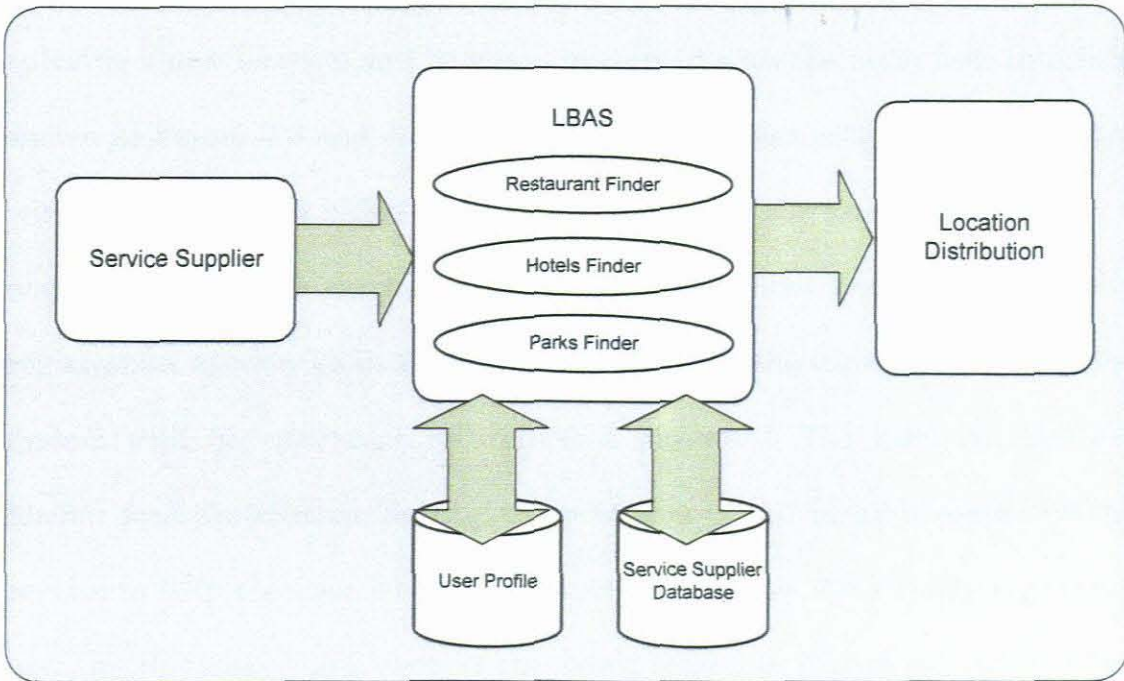 LBAS
Restaurant Finder
Service Supplier
Hotels Finder
Parks Finder
Location
Distribution
User Profile
Service Supplier
Database